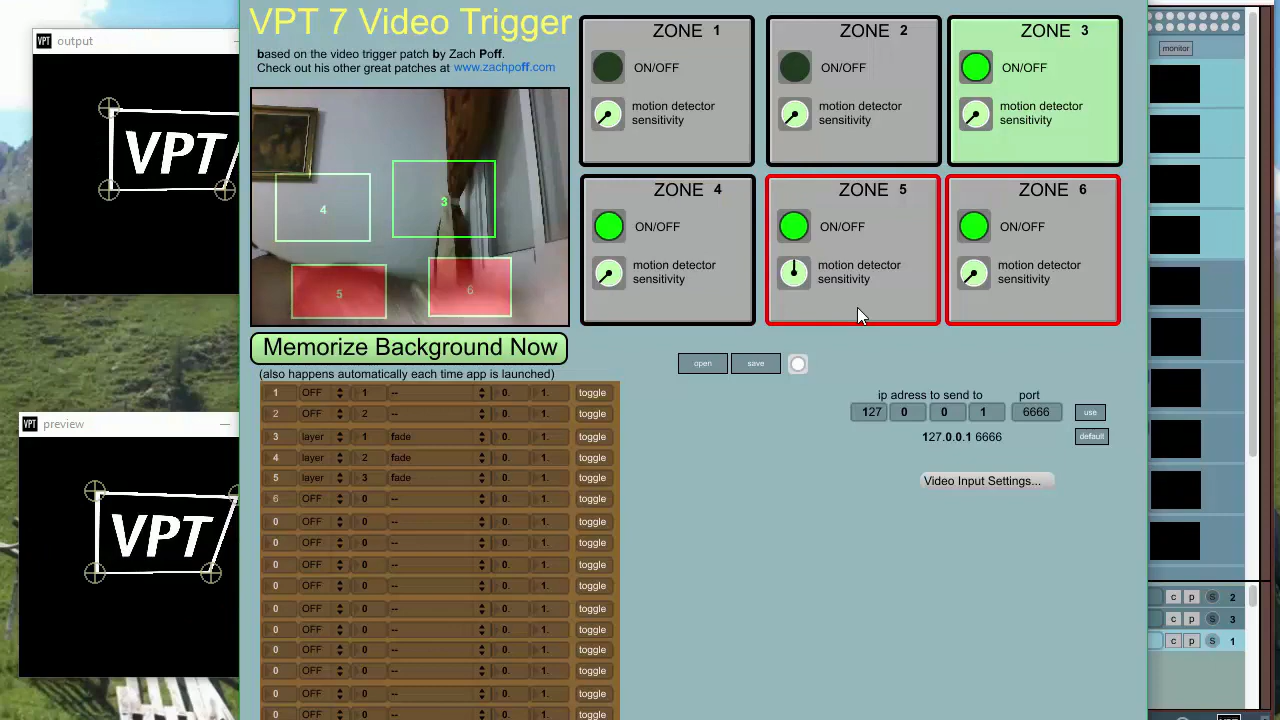 VPT output
VPT
VPT preview
VPT
VPT 7 Video Trigger
based on the video trigger patch by Zach Poff.
Check out his other great patches at www.zachpoff.com
4
3
5
6
Memorize Background Now
(also happens automatically each time app is launched)
ZONE 1
ON/OFF
motion detector
sensitivity
ZONE 2
ON/OFF
motion detector
sensitivity
ZONE 3
ON/OFF
motion detector
sensitivity
ZONE 4
ON/OFF
motion detector
sensitivity
ZONE 5
ON/OFF
motion detector
sensitivity
ZONE 6
ON/OFF
motion detector
sensitivity
open save
ip adress to send to port
127 0 0 1 6666 use
127.0.0.1 6666 default
Video Input Settings...
1 OFF 1 -- 0. 1. toggle
2 OFF 2 -- 0. 1. toggle
3 layer 1 fade 0. 1. toggle
4 layer 2 fade 0. 1. toggle
5 layer 3 fade 0. 1. toggle
6 OFF 0 -- 0. 1. toggle
0 OFF 0 -- 0. 1. toggle
0 OFF 0 -- 0. 1. toggle
0 OFF 0 -- 0. 1. toggle
0 OFF 0 -- 0. 1. toggle
0 OFF 0 -- 0. 1. toggle
0 OFF 0 -- 0. 1. toggle
0 OFF 0 -- 0. 1. toggle
0 OFF 0 -- 0. 1. toggle
0 OFF 0 -- 0. 1. toggle
0 OFF 0 -- 0. 1. toggle
monitor
c p S 2
c p S 3
c p S 1